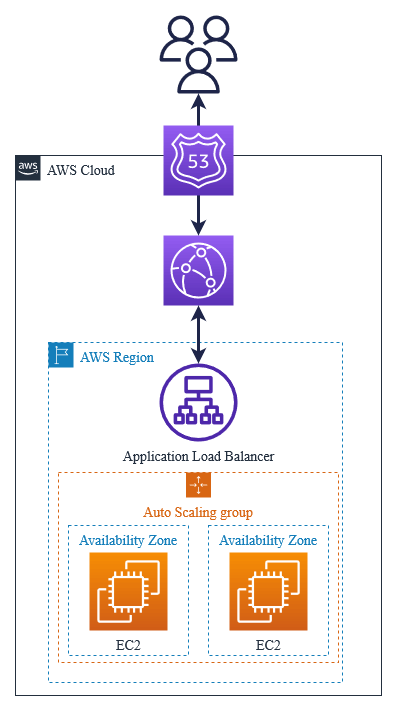 53
aws
AWS Cloud
AWS Region
Application Load Balancer
Auto Scaling group
Availability Zone
Availability Zone
EC2
EC2